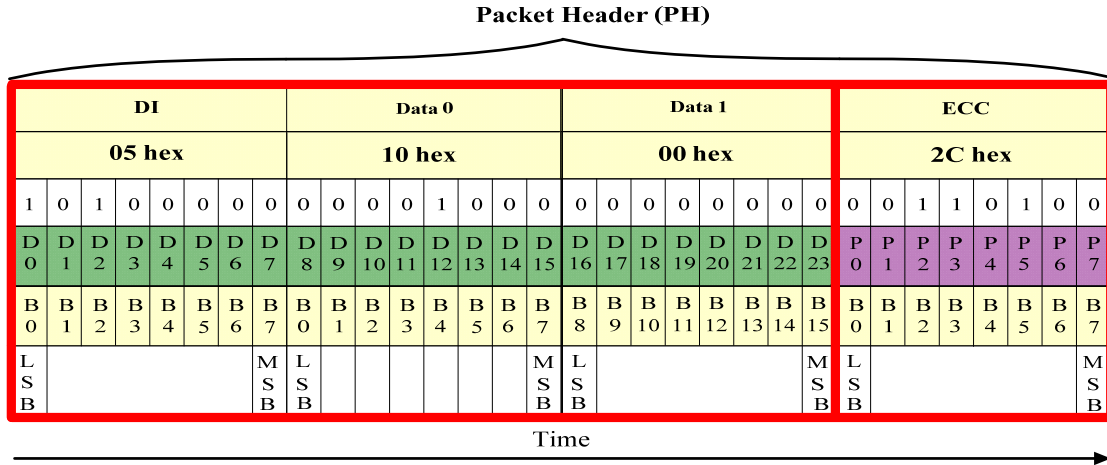 Packet Header (PH)
DI Data 0 Data 1 ECC
05 hex 10 hex 00 hex 2C hex
1 0 1 0 0 0 0 0 0 0 0 0 1 0 0 0 0 0 0 0 0 0 0 0 0 0 1 1 0 1 0 0
D0 D1 D2 D3 D4 D5 D6 D7 D8 D9 D10 D11 D12 D13 D14 D15 D16 D17 D18 D19 D20 D21 D22 D23 P0 P1 P2 P3 P4 P5 P6 P7
B0 B1 B2 B3 B4 B5 B6 B7 B0 B1 B2 B3 B4 B5 B6 B7 B8 B9 B10 B11 B12 B13 B14 B15 B0 B1 B2 B3 B4 B5 B6 B7
LSB MSB LSB MSB LSB MSB LSB MSB
Time